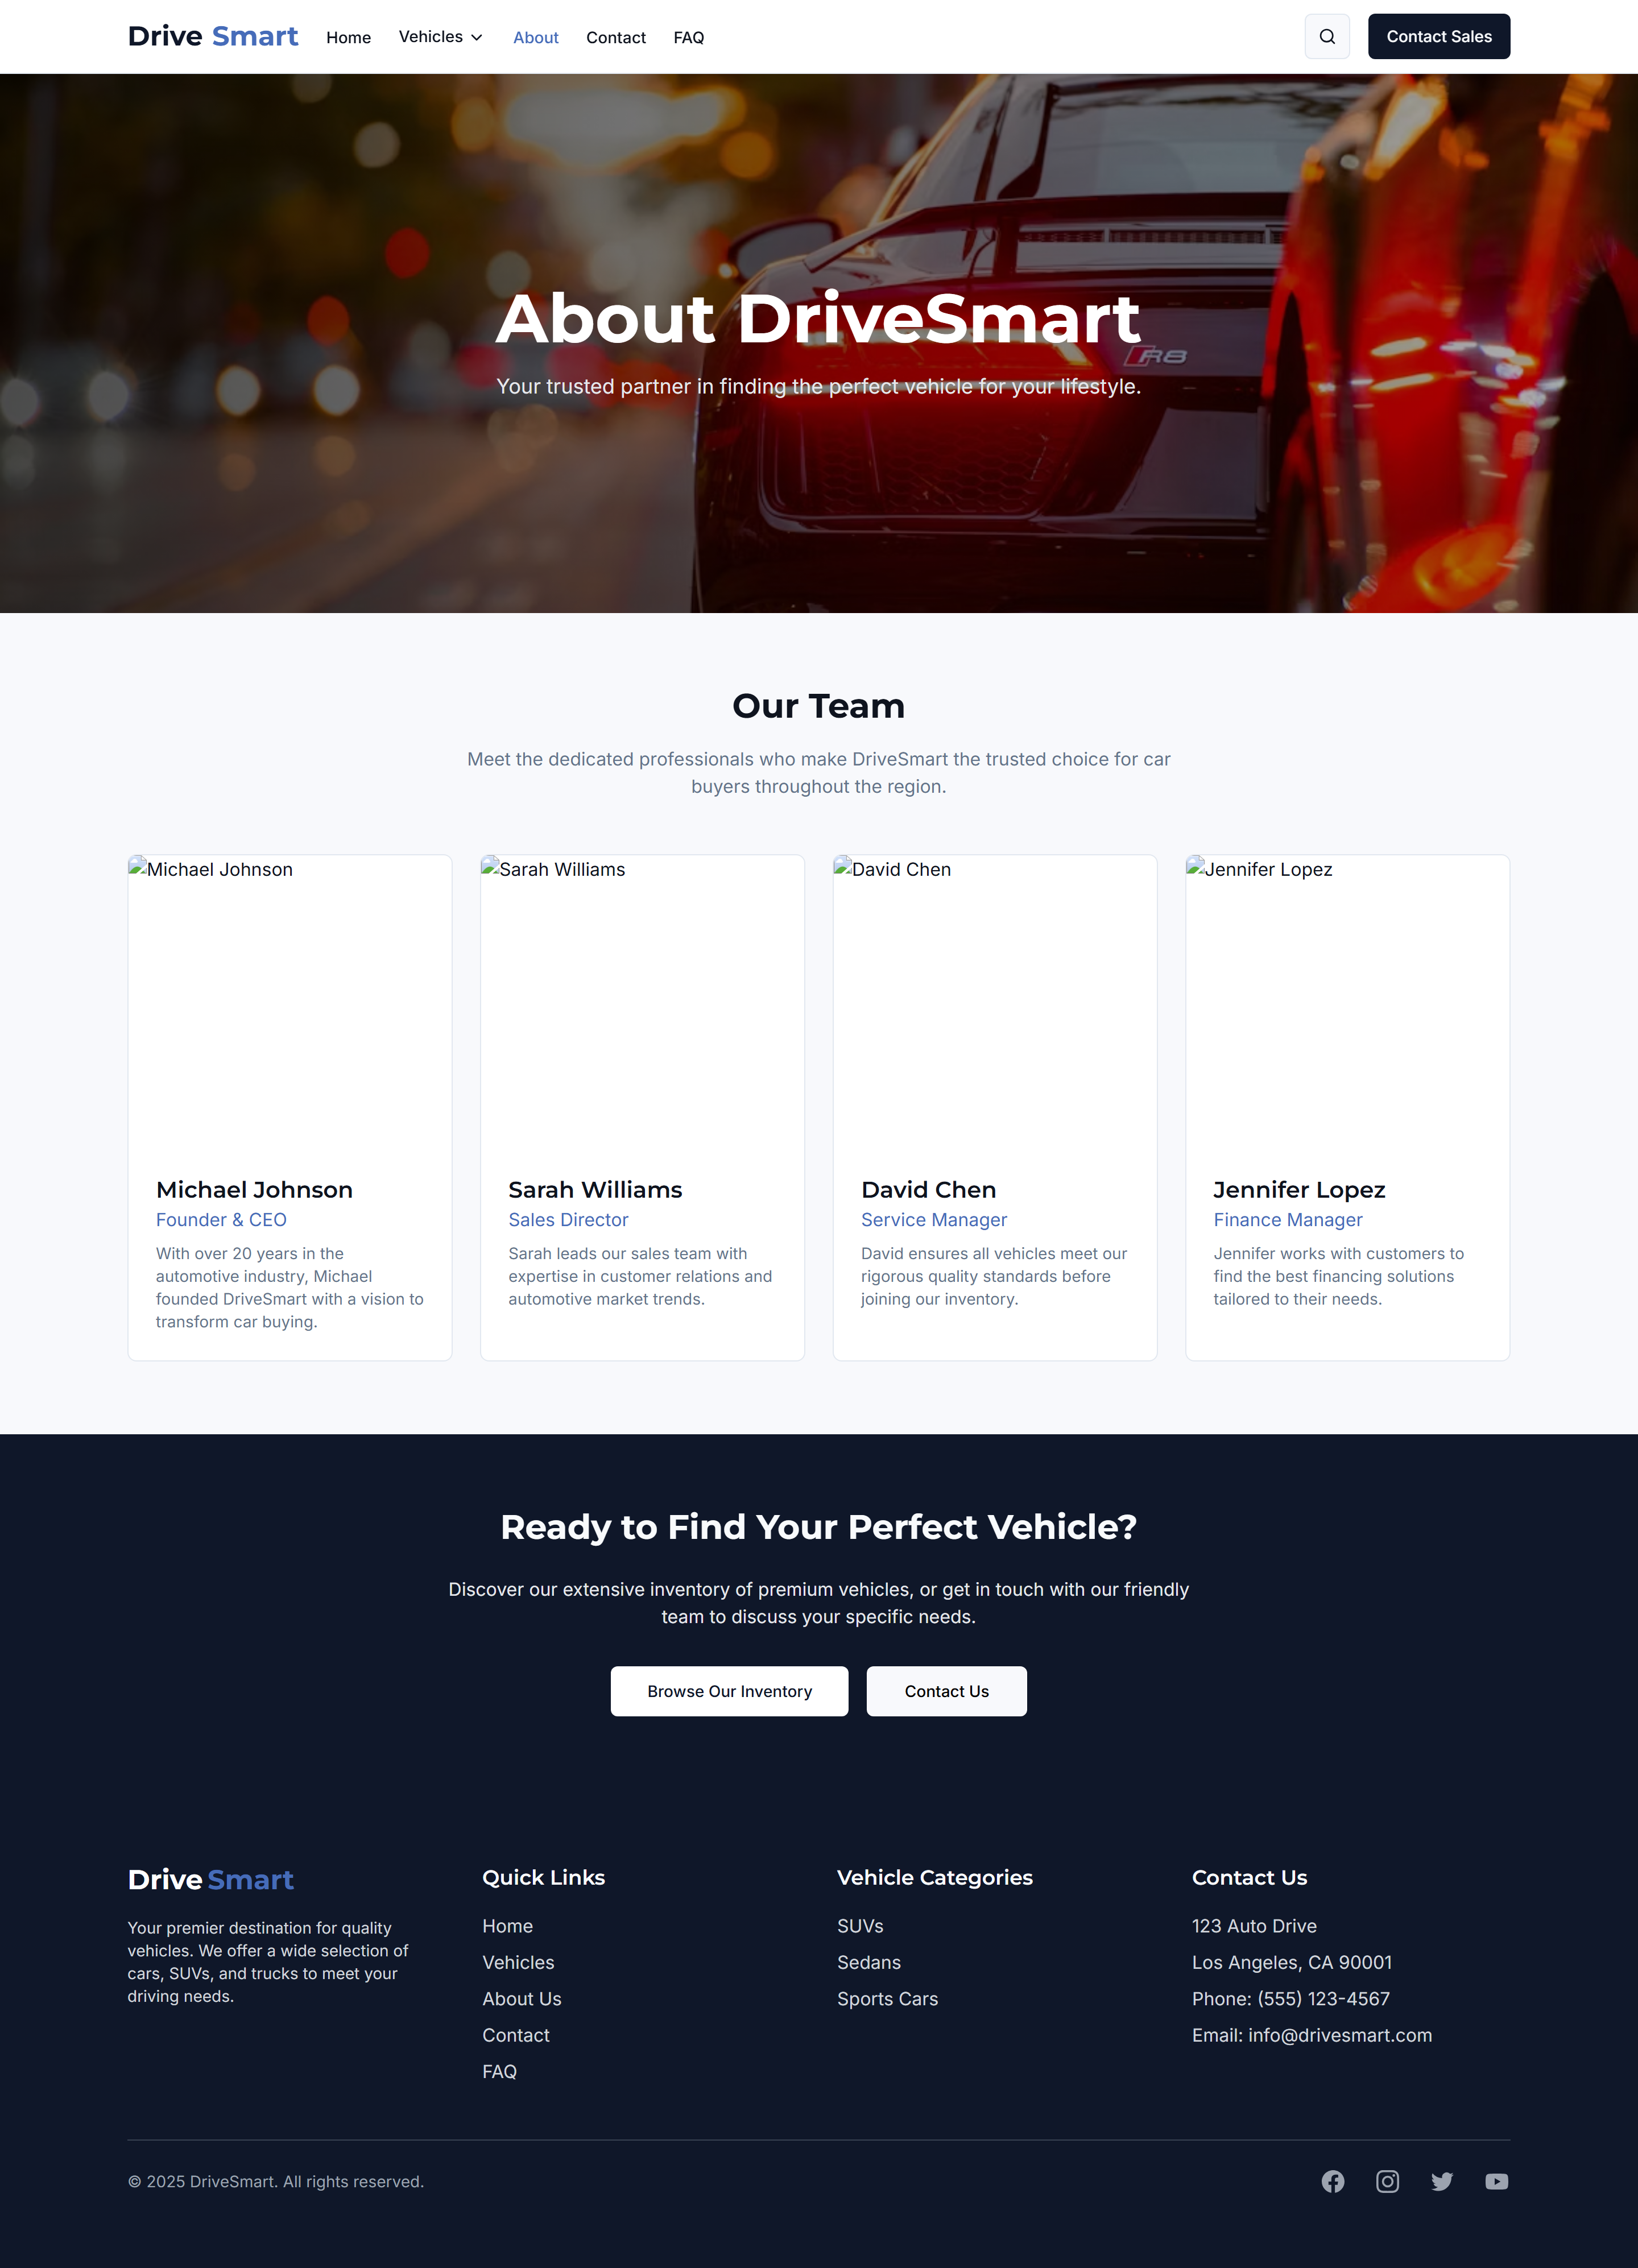 Drive Smart
Home
Vehicles
About
Contact
FAQ
Contact Sales
About DriveSmart
R8
Your trusted partner in finding the perfect vehicle for your lifestyle.
Our Team
Meet the dedicated professionals who make DriveSmart the trusted choice for car
buyers throughout the region.
Michael Johnson
Sarah Williams
David Chen
Jennifer Lopez
Michael Johnson
Founder & CEO
With over 20 years in the
automotive industry, Michael
founded DriveSmart with a vision to
transform car buying.
Sarah Williams
Sales Director
Sarah leads our sales team with
expertise in customer relations and
automotive market trends.
David Chen
Service Manager
David ensures all vehicles meet our
rigorous quality standards before
joining our inventory.
Jennifer Lopez
Finance Manager
Jennifer works with customers to
find the best financing solutions
tailored to their needs.
Ready to Find Your Perfect Vehicle?
Discover our extensive inventory of premium vehicles, or get in touch with our friendly
team to discuss your specific needs.
Browse Our Inventory
Contact Us
Drive Smart
Your premier destination for quality
vehicles. We offer a wide selection of
cars, SUVs, and trucks to meet your
driving needs.
Quick Links
Home
Vehicles
About Us
Contact
FAQ
Vehicle Categories
SUVs
Sedans
Sports Cars
Contact Us
123 Auto Drive
Los Angeles, CA 90001
Phone: (555) 123-4567
Email: info@drivesmart.com
© 2025 DriveSmart. All rights reserved.